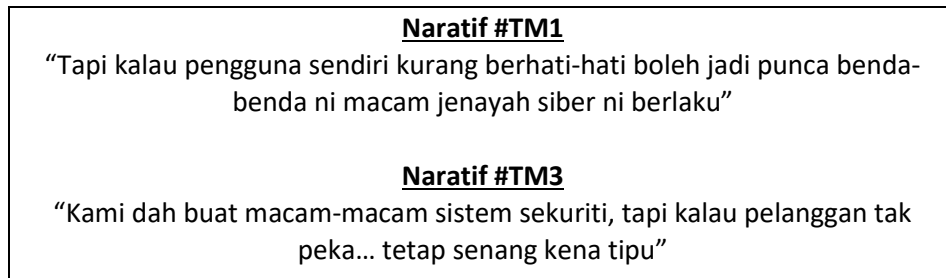 Naratif #TM1
“Tapi kalau pengguna sendiri kurang berhati-hati boleh jadi punca benda-
benda ni macam jenayah siber ni berlaku”
Naratif #TM3
“Kami dah buat macam-macam sistem sekuriti, tapi kalau pelanggan tak
peka… tetap senang kena tipu”